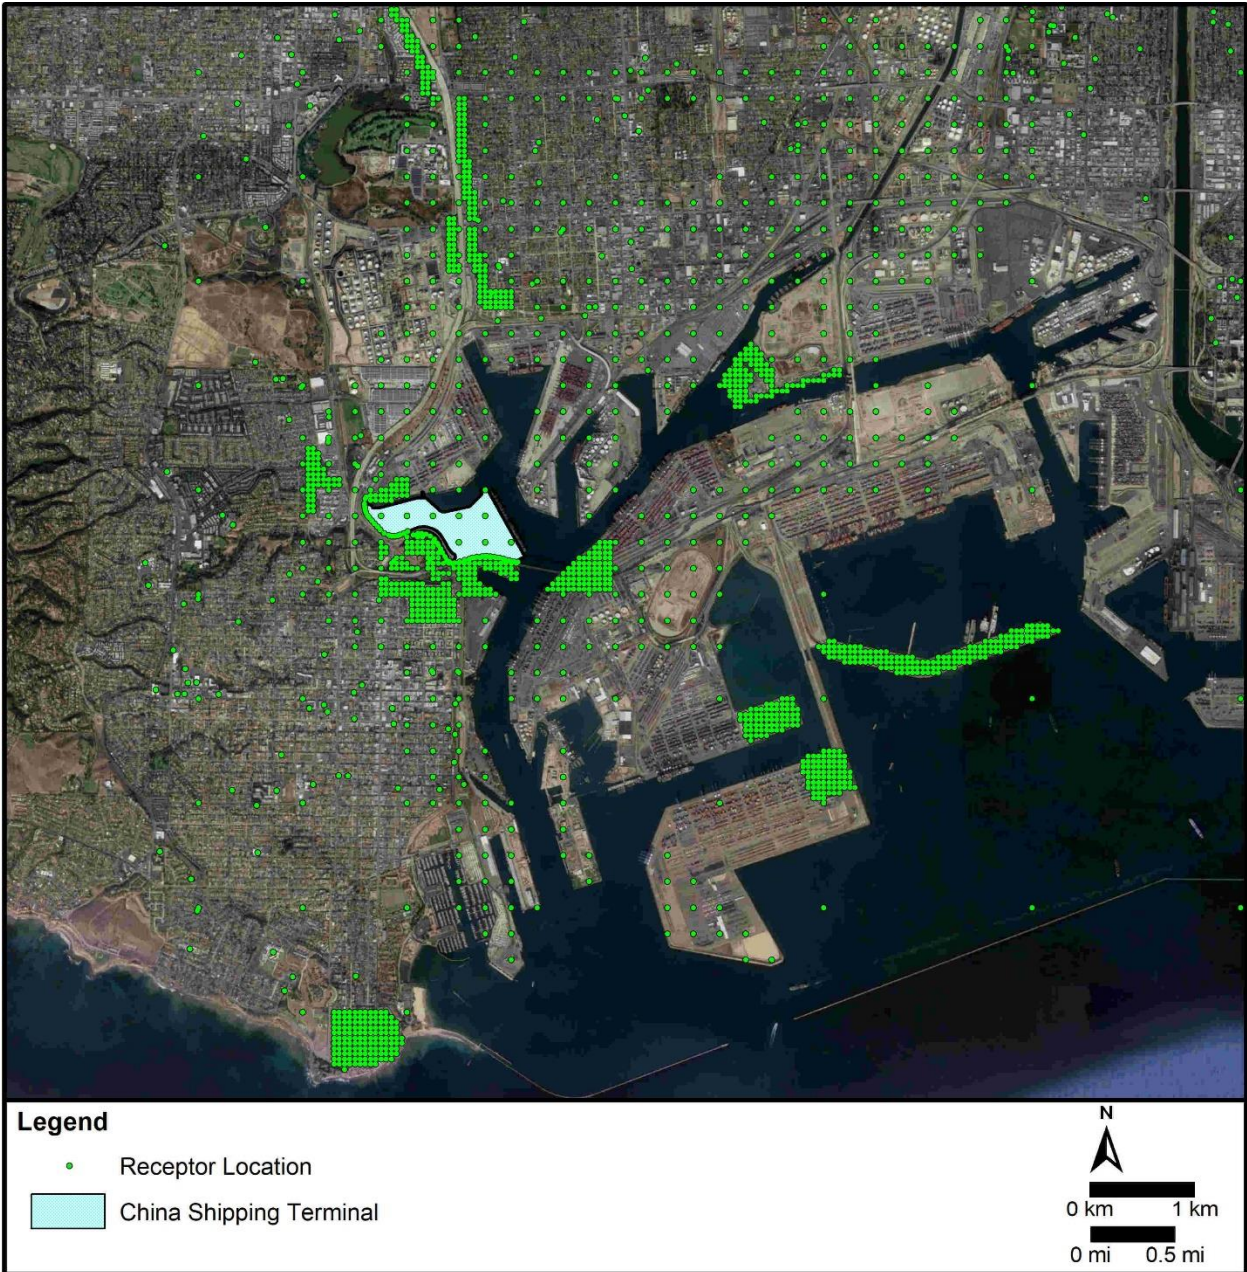 Legend
Receptor Location
China Shipping Terminal
N
0 km 1 km
0 mi 0.5 mi